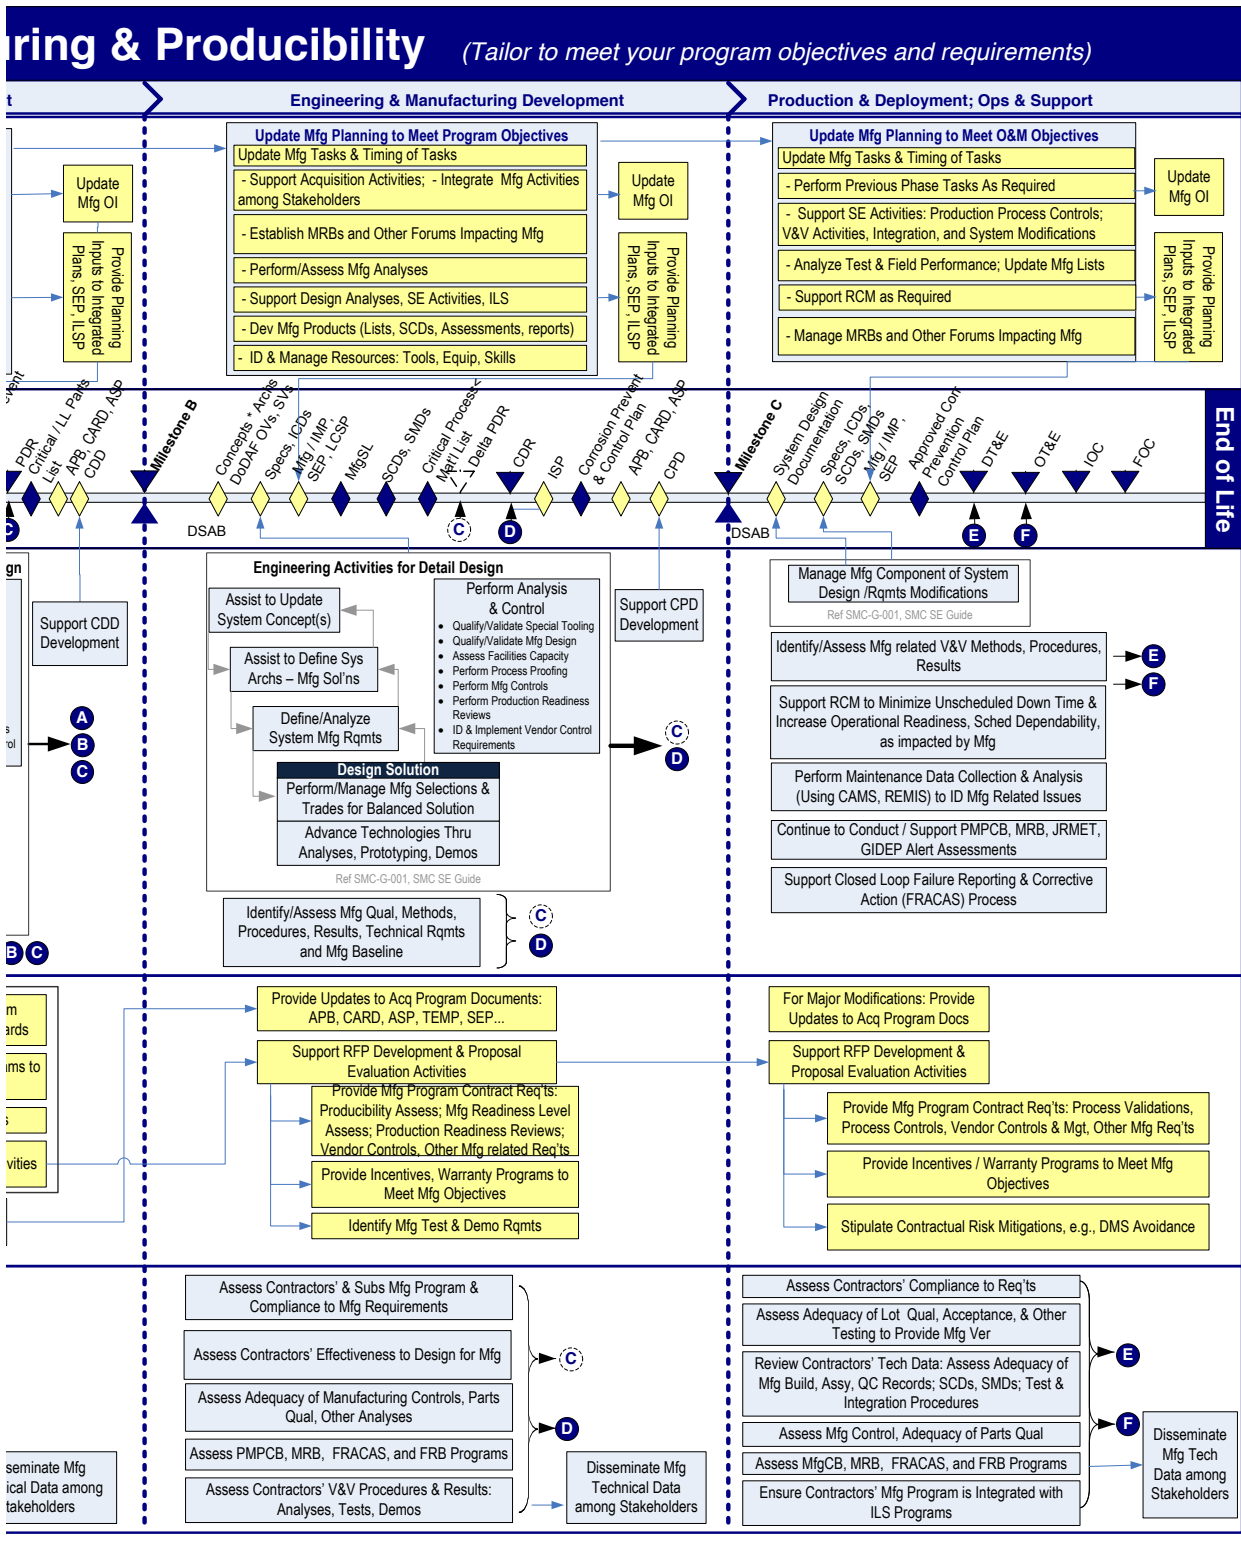 uring & Producibility (Tailor to meet your program objectives and requirements)
t
Engineering & Manufacturing Development
Production & Deployment; Ops & Support
Update
Mfg OI
Provide Planning
Inputs to Integrated
Plans, SEP, ILSP
Update Mfg Planning to Meet Program Objectives
Update Mfg Tasks & Timing of Tasks
- Support Acquisition Activities; - Integrate Mfg Activities
among Stakeholders
- Establish MRBs and Other Forums Impacting Mfg
- Perform/Assess Mfg Analyses
- Support Design Analyses, SE Activities, ILS
- Dev Mfg Products (Lists, SCDs, Assessments, reports)
- ID & Manage Resources: Tools, Equip, Skills
Update
Mfg OI
Provide Planning
Inputs to Integrated
Plans, SEP, ILSP
Update Mfg Planning to Meet O&M Objectives
Update Mfg Tasks & Timing of Tasks
- Perform Previous Phase Tasks As Required
- Support SE Activities: Production Process Controls;
V&V Activities, Integration, and System Modifications
- Analyze Test & Field Performance; Update Mfg Lists
- Support RCM as Required
- Manage MRBs and Other Forums Impacting Mfg
Update
Mfg OI
Provide Planning
Inputs to Integrated
Plans, SEP, ILSP
event
PDR
Critical / LL Parts
List
APB, CARD, ASP
CDD
Milestone B
Concepts * Archs
DoDAF OVs, SVs
Specs, ICDs
Mfg / IMP,
SEP, LCSP
MfgSL
SCDs, SMDs
Critical Process<
Mat'l List
Delta PDR
CDR
ISP
Corrosion Prevent
& Control Plan
APB, CARD, ASP
CPD
Milestone C
System Design
Documentation
Specs, ICDs,
SCDs, SMDs
Mfg / IMP,
SEP
Approved Corr
Prevention
Control Plan
DT&E
OT&E
IOC
FOC
End of Life
C
DSAB
C
D
DSAB
E
F
gn
Support CDD
Development
s
rol
A
B
C
B C
Engineering Activities for Detail Design
Assist to Update
System Concept(s)
Assist to Define Sys
Archs – Mfg Sol'ns
Define/Analyze
System Mfg Rqmts
Design Solution
Perform/Manage Mfg Selections &
Trades for Balanced Solution
Advance Technologies Thru
Analyses, Prototyping, Demos
Ref SMC-G-001, SMC SE Guide
Perform Analysis
& Control
• Qualify/Validate Special Tooling
• Qualify/Validate Mfg Design
• Assess Facilities Capacity
• Perform Process Proofing
• Perform Mfg Controls
• Perform Production Readiness
Reviews
• ID & Implement Vendor Control
Requirements
Support CPD
Development
C
D
Identify/Assess Mfg Qual, Methods,
Procedures, Results, Technical Rqmts
and Mfg Baseline
C
D
Manage Mfg Component of System
Design /Rqmts Modifications
Ref SMC-G-001, SMC SE Guide
Identify/Assess Mfg related V&V Methods, Procedures,
Results
E
F
Support RCM to Minimize Unscheduled Down Time &
Increase Operational Readiness, Sched Dependability,
as impacted by Mfg
Perform Maintenance Data Collection & Analysis
(Using CAMS, REMIS) to ID Mfg Related Issues
Continue to Conduct / Support PMPCB, MRB, JRMET,
GIDEP Alert Assessments
Support Closed Loop Failure Reporting & Corrective
Action (FRACAS) Process
m
ards
ams to
s
vities
Provide Updates to Acq Program Documents:
APB, CARD, ASP, TEMP, SEP...
Support RFP Development & Proposal
Evaluation Activities
Provide Mfg Program Contract Req'ts:
Producibility Assess; Mfg Readiness Level
Assess; Production Readiness Reviews;
Vendor Controls, Other Mfg related Req'ts
Provide Incentives, Warranty Programs to
Meet Mfg Objectives
Identify Mfg Test & Demo Rqmts
For Major Modifications: Provide
Updates to Acq Program Docs
Support RFP Development &
Proposal Evaluation Activities
Provide Mfg Program Contract Req'ts: Process Validations,
Process Controls, Vendor Controls & Mgt, Other Mfg Req'ts
Provide Incentives / Warranty Programs to Meet Mfg
Objectives
Stipulate Contractual Risk Mitigations, e.g., DMS Avoidance
sseminate Mfg
ical Data among
takeholders
Assess Contractors' & Subs Mfg Program &
Compliance to Mfg Requirements
Assess Contractors' Effectiveness to Design for Mfg
Assess Adequacy of Manufacturing Controls, Parts
Qual, Other Analyses
Assess PMPCB, MRB, FRACAS, and FRB Programs
Assess Contractors' V&V Procedures & Results:
Analyses, Tests, Demos
C
D
Disseminate Mfg
Technical Data
among Stakeholders
Assess Contractors' Compliance to Req'ts
Assess Adequacy of Lot Qual, Acceptance, & Other
Testing to Provide Mfg Ver
Review Contractors' Tech Data: Assess Adequacy of
Mfg Build, Assy, QC Records; SCDs, SMDs; Test &
Integration Procedures
Assess Mfg Control, Adequacy of Parts Qual
Assess MfgCB, MRB, FRACAS, and FRB Programs
Ensure Contractors' Mfg Program is Integrated with
ILS Programs
E
F
Disseminate
Mfg Tech
Data among
Stakeholders